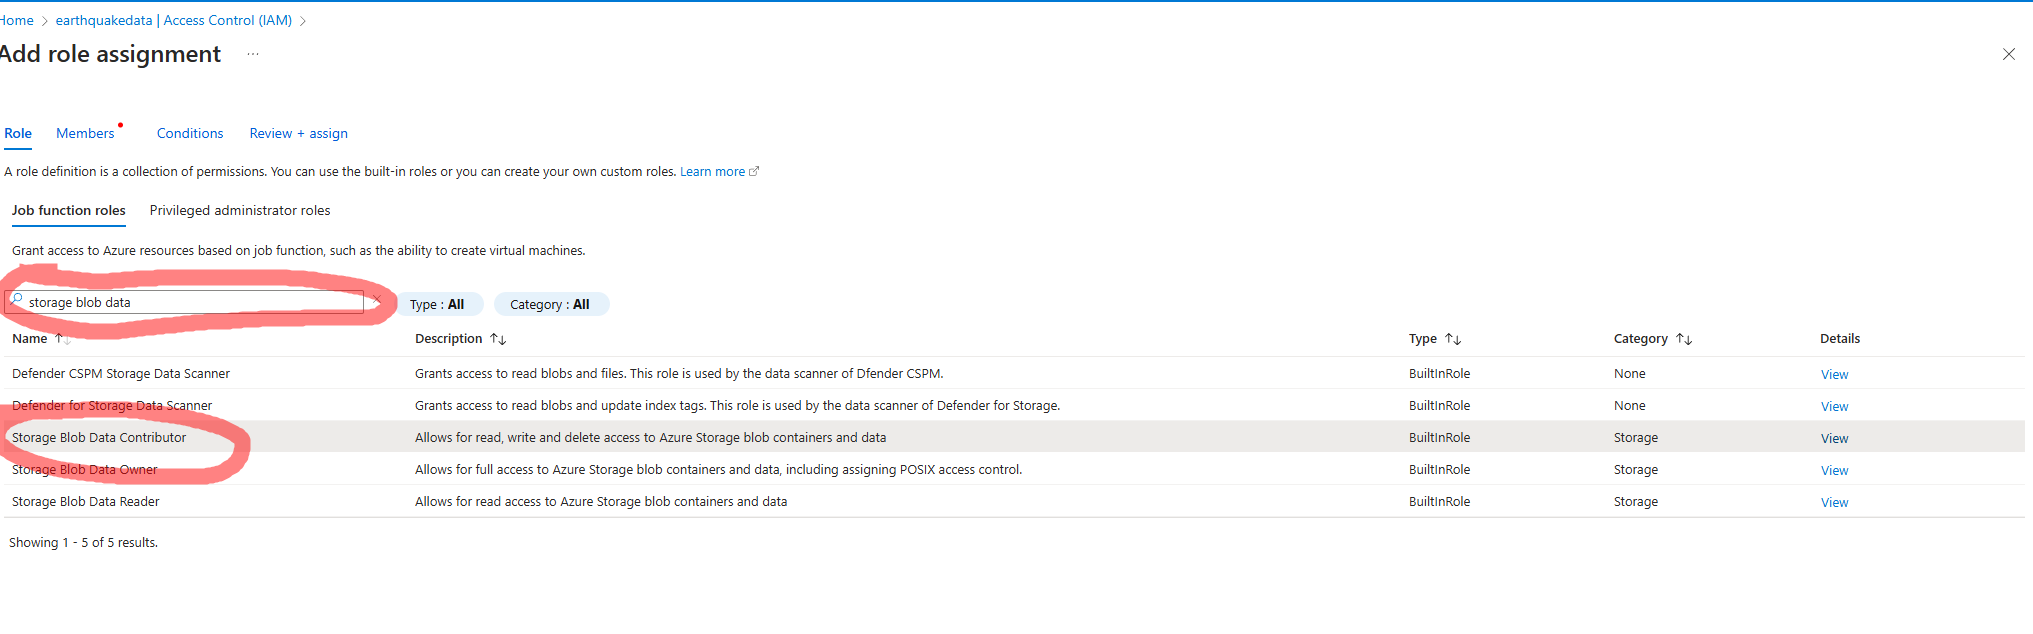 Home > earthquakedata | Access Control (IAM) >
Add role assignment ...
Role Members Conditions Review + assign
A role definition is a collection of permissions. You can use the built-in roles or you can create your own custom roles. Learn more
Job function roles Privileged administrator roles
Grant access to Azure resources based on job function, such as the ability to create virtual machines.
storage blob data Type : All Category : All
Name ↑↓ Description ↑↓ Type ↑↓ Category ↑↓ Details
Defender CSPM Storage Data Scanner Grants access to read blobs and files. This role is used by the data scanner of Dfender CSPM. BuiltInRole None View
Defender for Storage Data Scanner Grants access to read blobs and update index tags. This role is used by the data scanner of Defender for Storage. BuiltInRole None View
Storage Blob Data Contributor Allows for read, write and delete access to Azure Storage blob containers and data BuiltInRole Storage View
Storage Blob Data Owner Allows for full access to Azure Storage blob containers and data, including assigning POSIX access control. BuiltInRole Storage View
Storage Blob Data Reader Allows for read access to Azure Storage blob containers and data BuiltInRole Storage View
Showing 1 - 5 of 5 results.